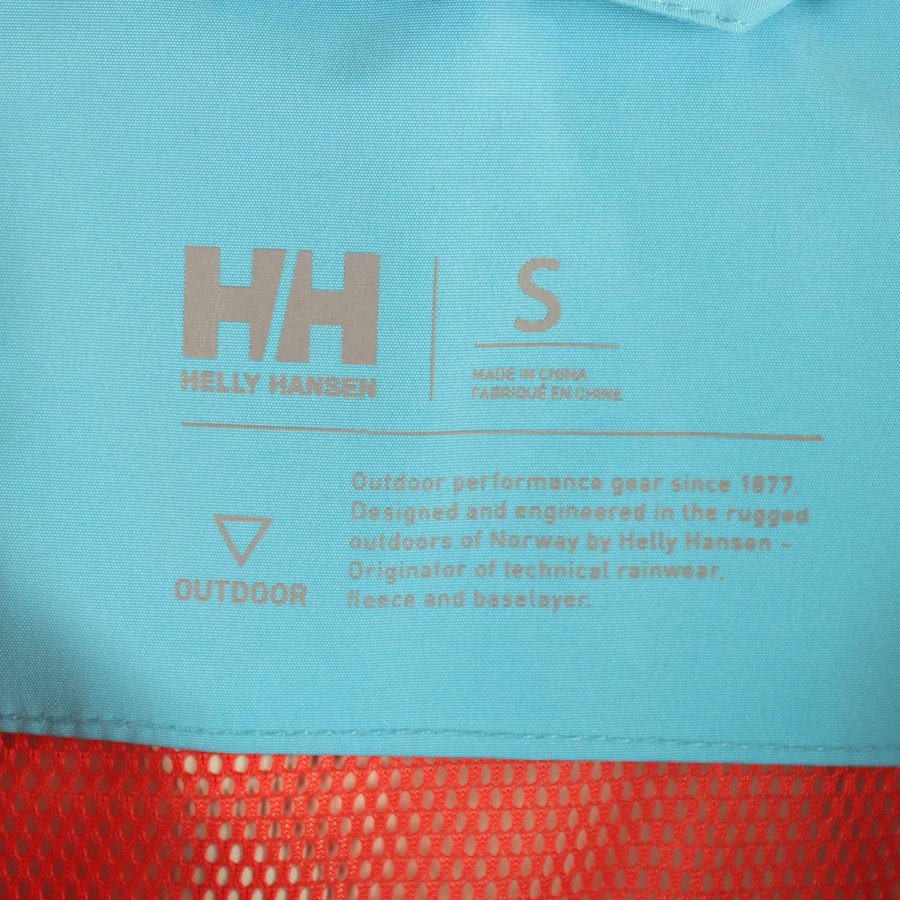 HH
HELLY HANSEN
S
MADE IN CHINA
FABRIQUÉ EN CHINE
OUTDOOR
Outdoor performance gear since 1877.
Designed and engineered in the rugged
outdoors of Norway by Helly Hansen -
Originator of technical rainwear,
fleece and baselayer.